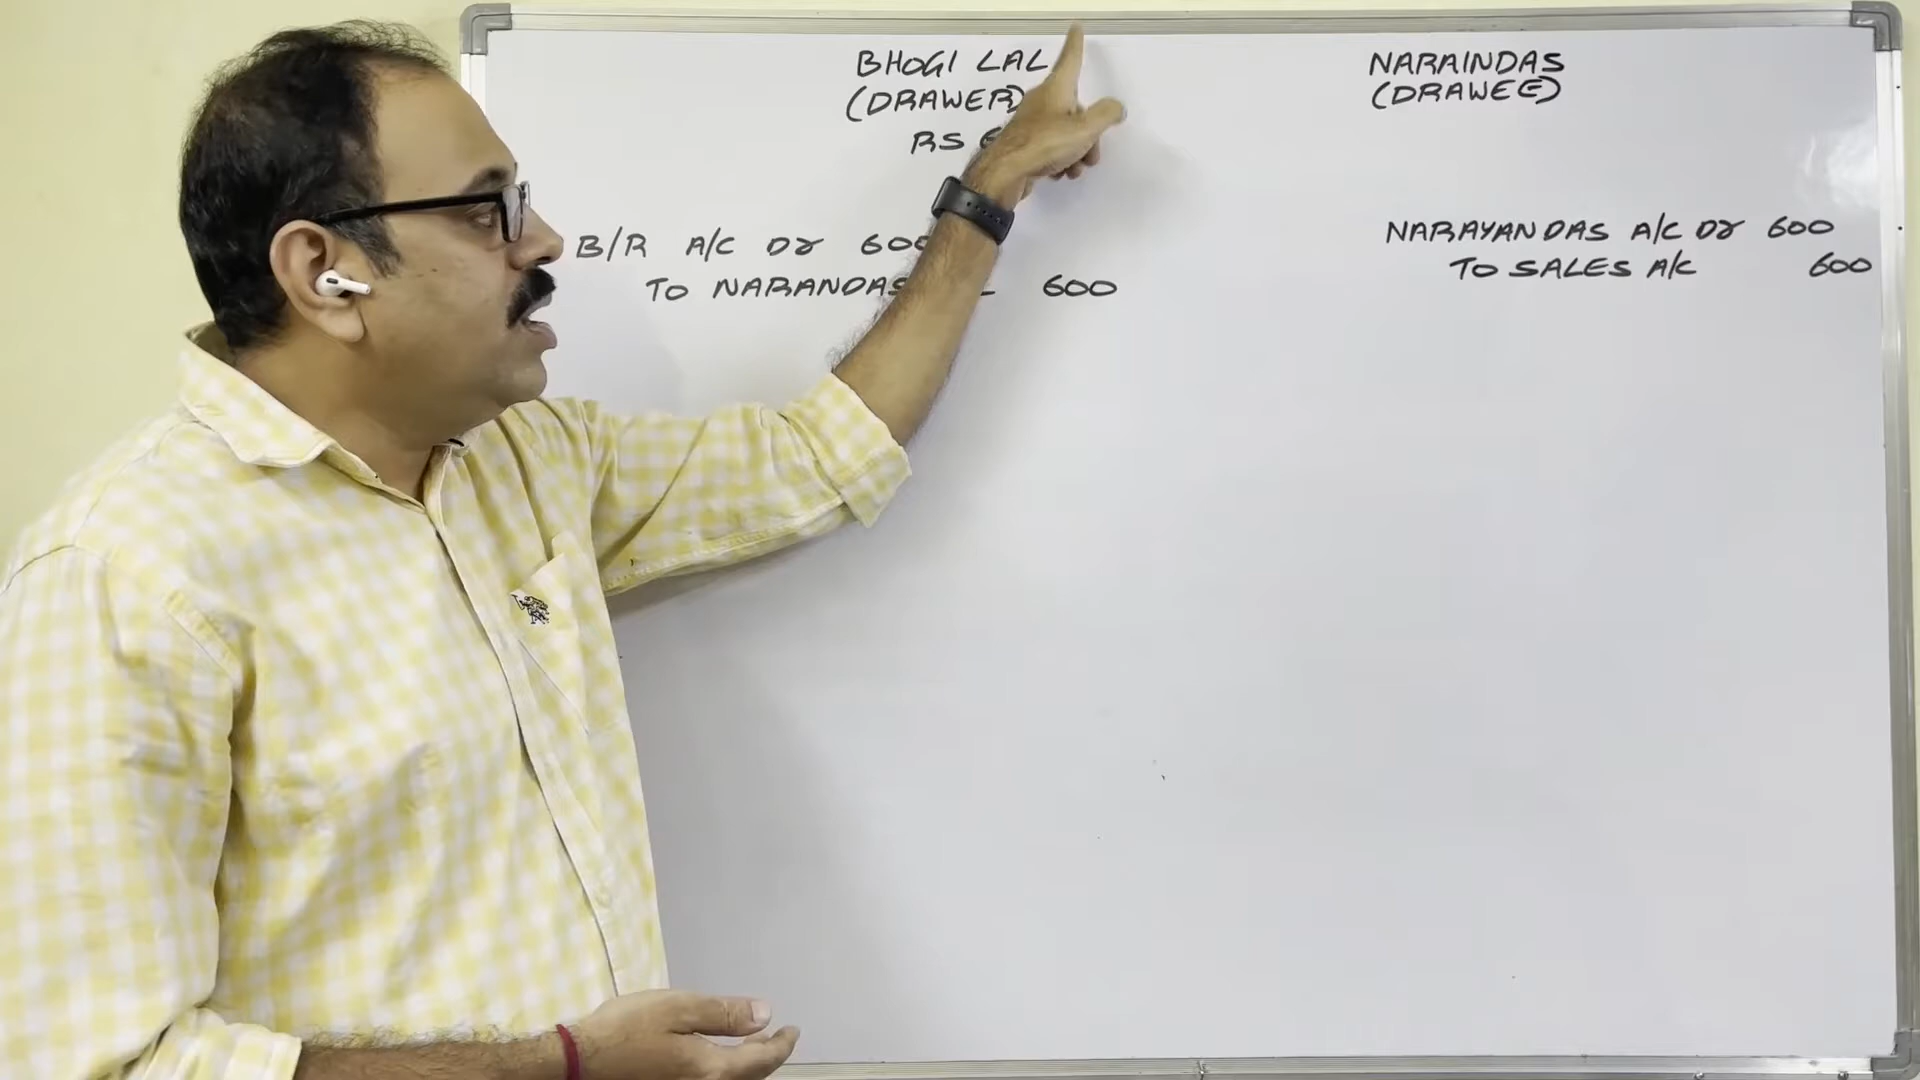 BHOGI LAL
(DRAWER)
RS
NARAINDAS
(DRAWEE)
B/R A/C Dr 600
TO NARANDAS 600
NARAYANDAS A/C Dr 600
TO SALES A/C 600